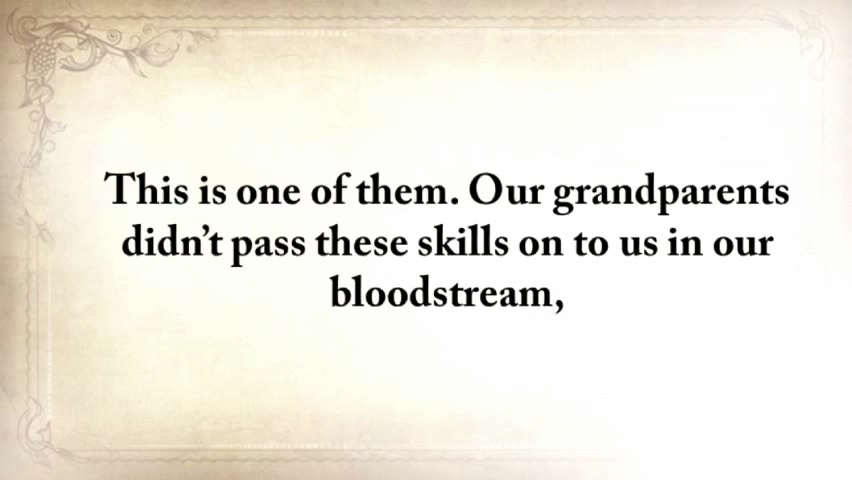 This is one of them. Our grandparents
didn’t pass these skills on to us in our
bloodstream,